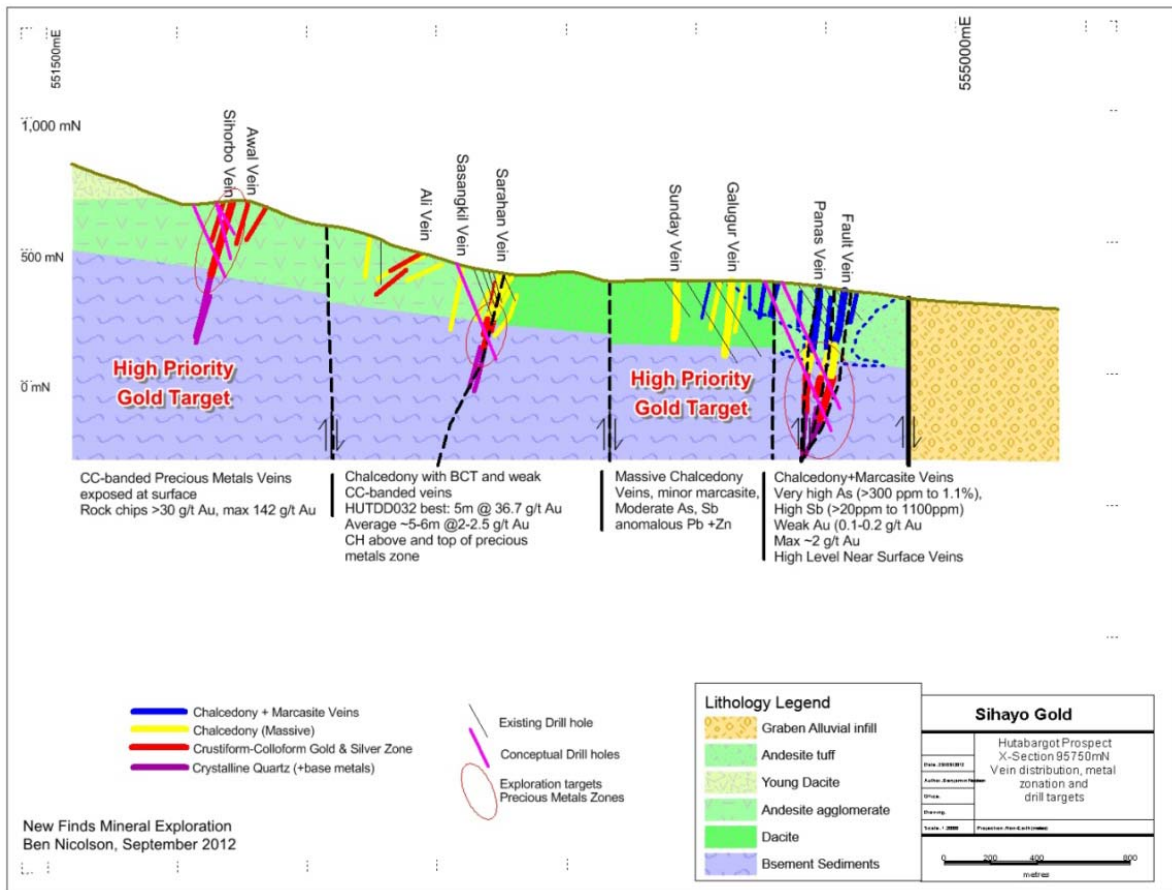 551500mE
555000mE
1,000 mN
500 mN
0 mN
Sihorbo Vein
Awal Vein
Ali Vein
Sasangkil Vein
Sarahan Vein
Sunday Vein
Galugur Vein
Panas Vein
Fault Vein
High Priority
Gold Target
High Priority
Gold Target
CC-banded Precious Metals Veins
exposed at surface
Rock chips >30 g/t Au, max 142 g/t Au
Chalcedony with BCT and weak
CC-banded veins
HUTDD032 best: 5m @ 36.7 g/t Au
Average ~5-6m @2-2.5 g/t Au
CH above and top of precious
metals zone
Massive Chalcedony
Veins, minor marcasite,
Moderate As, Sb
anomalous Pb +Zn
Chalcedony+Marcasite Veins
Very high As (>300 ppm to 1.1%),
High Sb (>20ppm to 1100ppm)
Weak Au (0.1-0.2 g/t Au
Max ~2 g/t Au
High Level Near Surface Veins
Chalcedony + Marcasite Veins
Chalcedony (Massive)
Crustiform-Colloform Gold & Silver Zone
Crystalline Quartz (+base metals)
Existing Drill hole
Conceptual Drill holes
Exploration targets
Precious Metals Zones
New Finds Mineral Exploration
Ben Nicolson, September 2012
Lithology Legend
Graben Alluvial infill
Andesite tuff
Young Dacite
Andesite agglomerate
Dacite
Bsement Sediments
Sihayo Gold
Hutabargot Prospect
X-Section 95750mN
Vein distribution, metal
zonation and
drill targets
0 200 400 800
metres